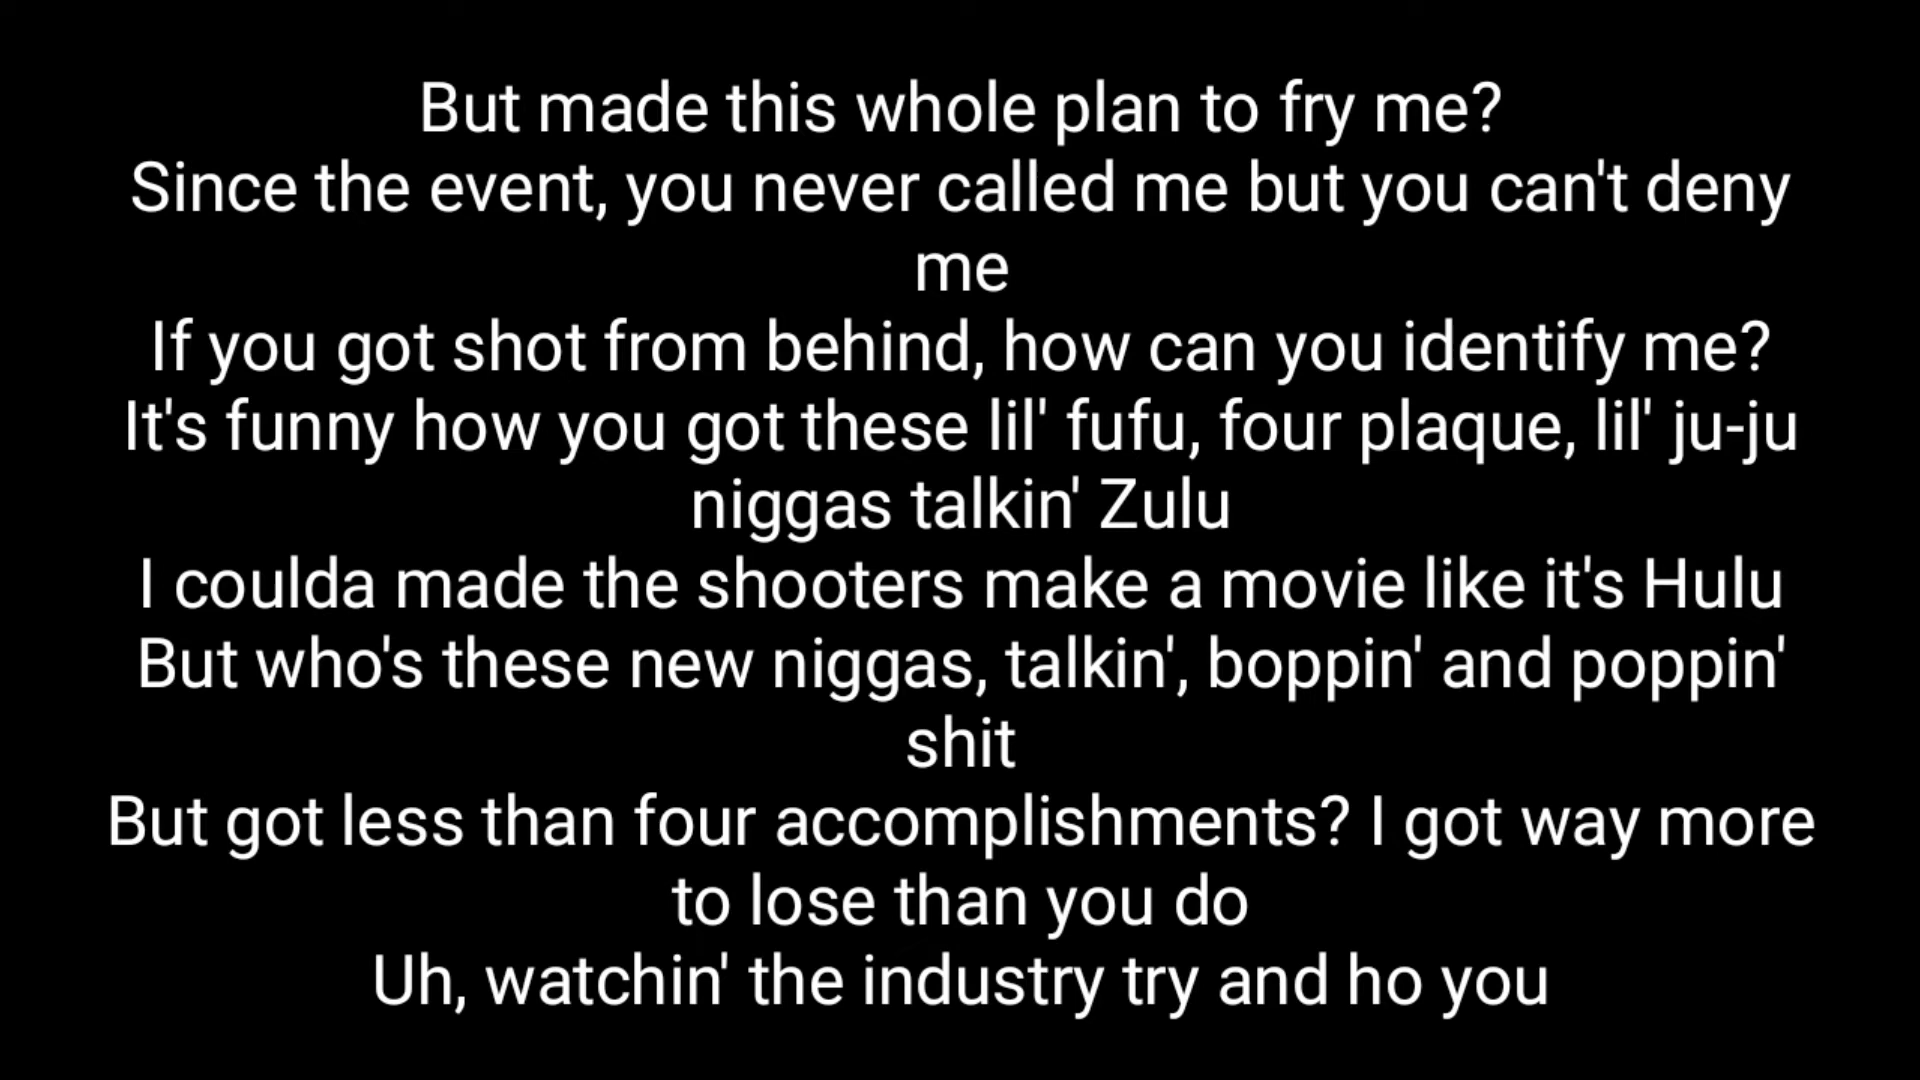 But made this whole plan to fry me?
Since the event, you never called me but you can't deny
me
If you got shot from behind, how can you identify me?
It's funny how you got these lil' fufu, four plaque, lil' ju-ju
niggas talkin' Zulu
I coulda made the shooters make a movie like it's Hulu
But who's these new niggas, talkin', boppin' and poppin'
shit
But got less than four accomplishments? I got way more
to lose than you do
Uh, watchin' the industry try and ho you